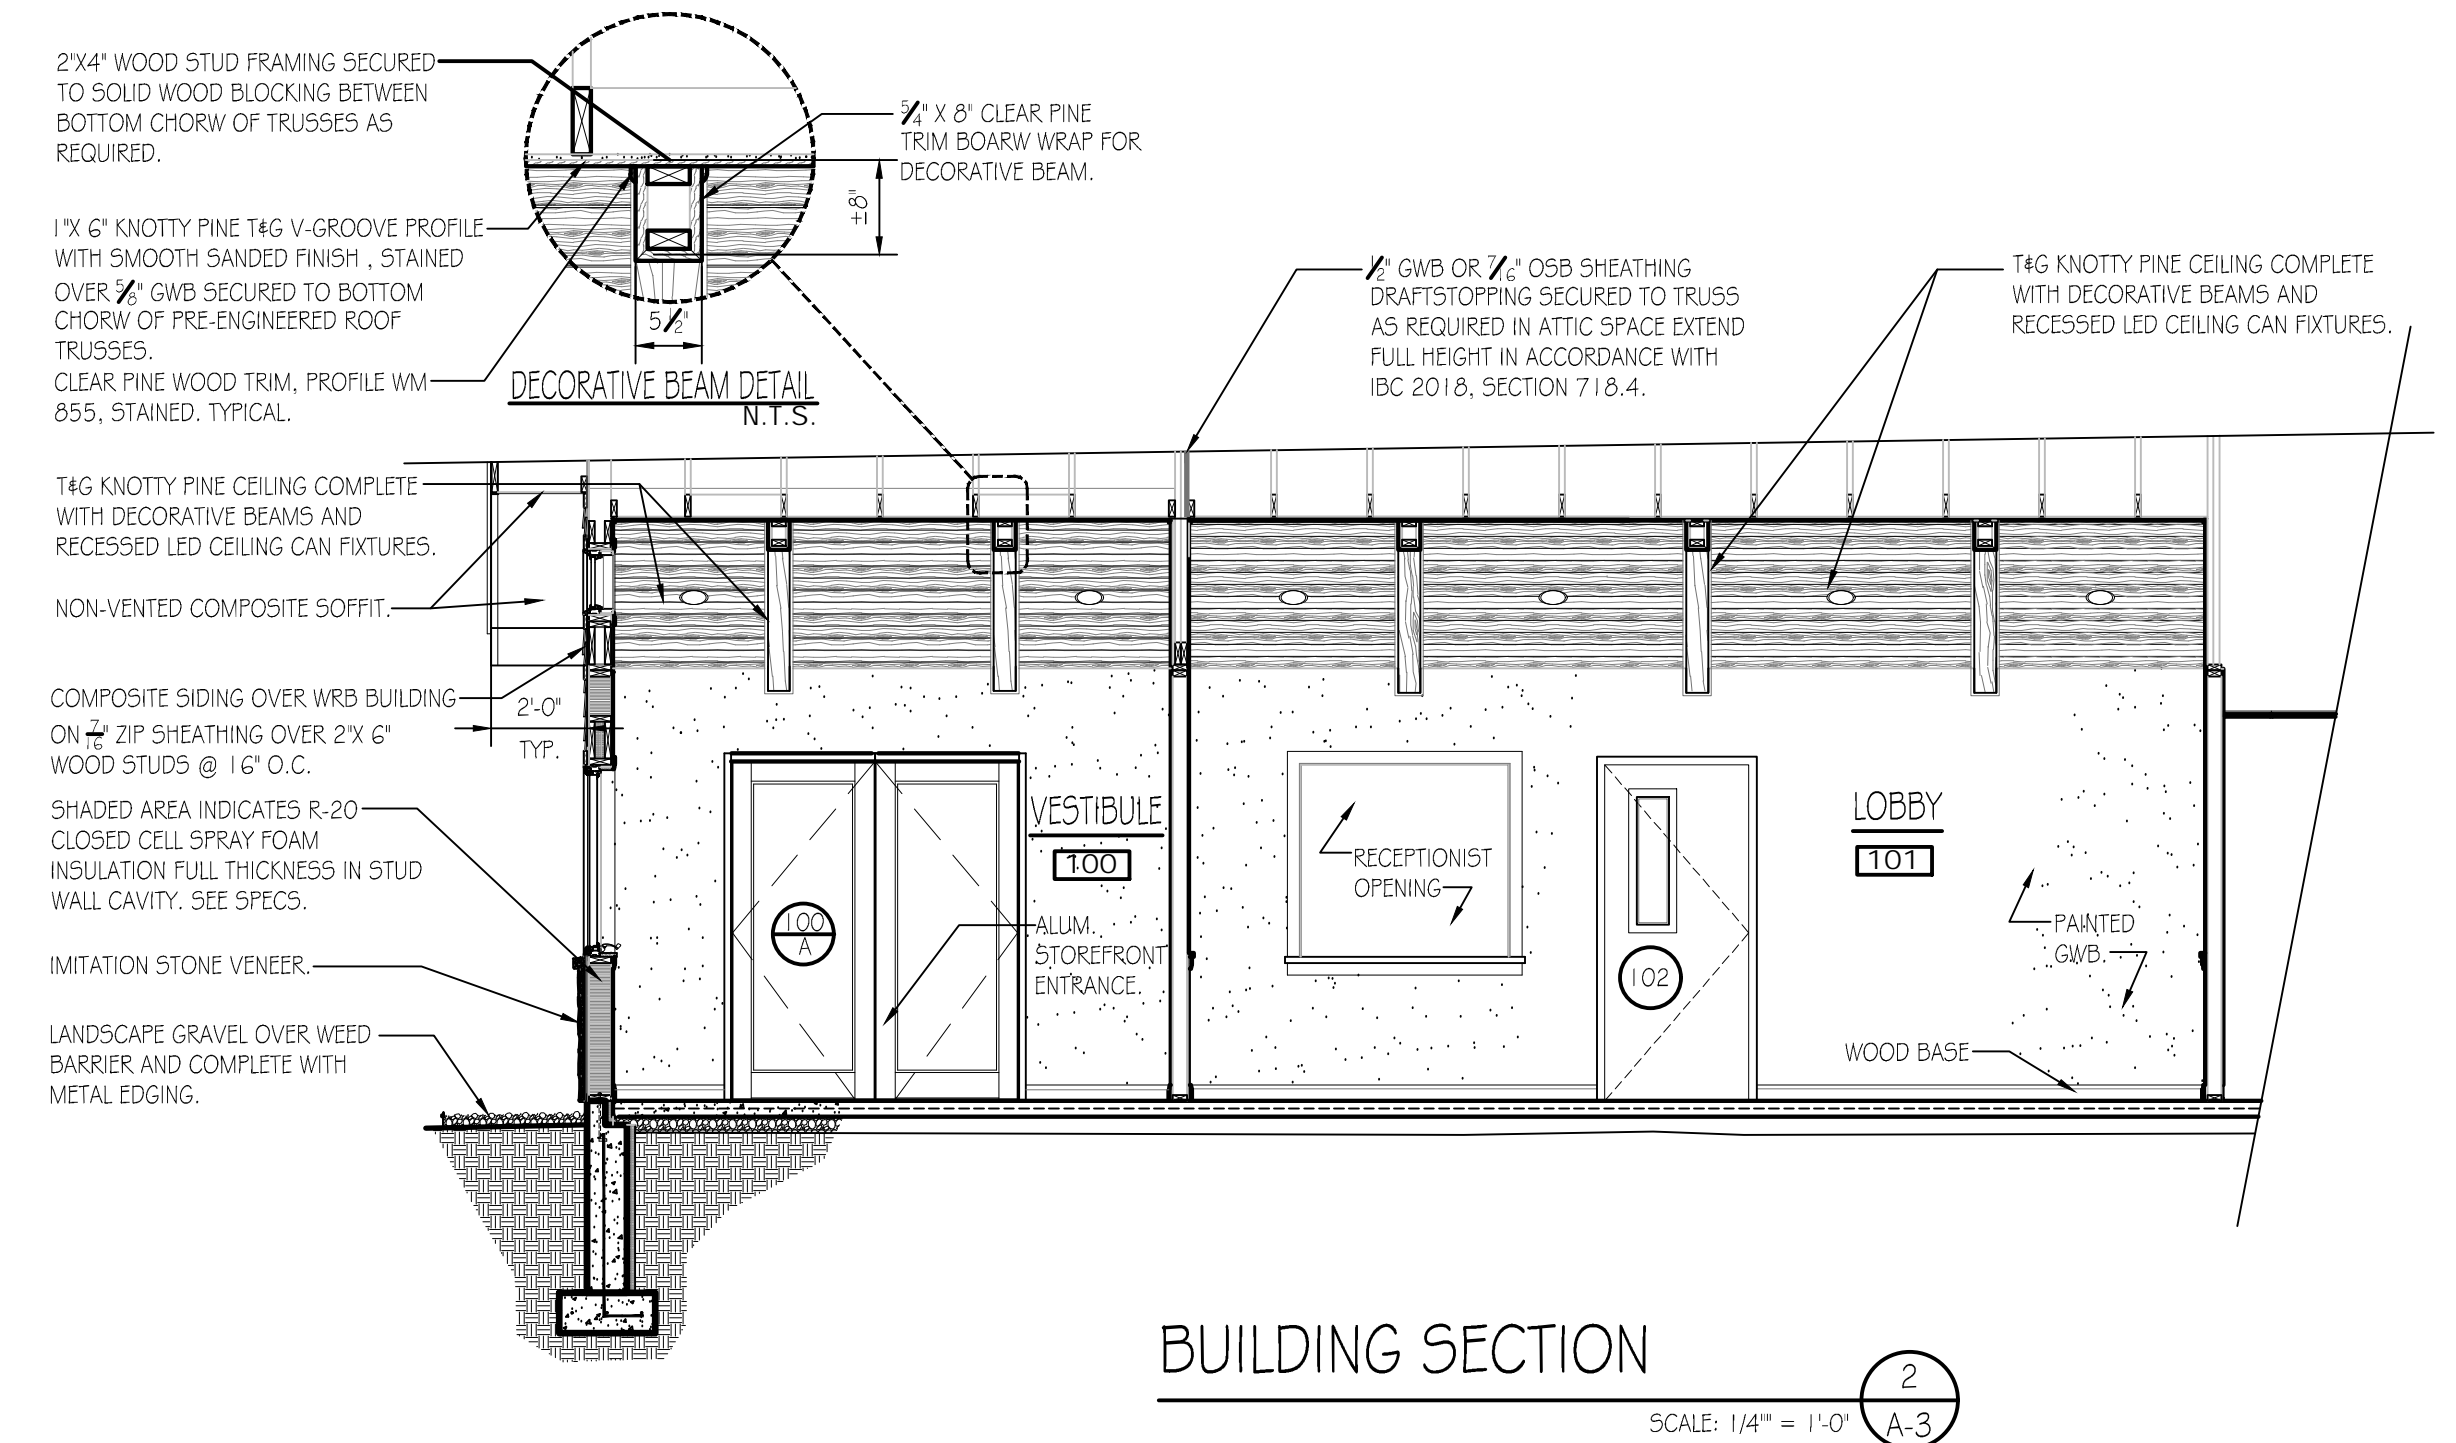 2"X4" WOOD STUD FRAMING SECURED
TO SOLID WOOD BLOCKING BETWEEN
BOTTOM CHORW OF TRUSSES AS
REQUIRED.
5/4" X 8" CLEAR PINE
TRIM BOARW WRAP FOR
DECORATIVE BEAM.
±8"
1"X 6" KNOTTY PINE T&G V-GROOVE PROFILE
WITH SMOOTH SANDED FINISH , STAINED
OVER 5/8" GWB SECURED TO BOTTOM
CHORW OF PRE-ENGINEERED ROOF
TRUSSES.
CLEAR PINE WOOD TRIM, PROFILE WM
855, STAINED. TYPICAL.
5 1/2"
DECORATIVE BEAM DETAIL
N.T.S.
1/2" GWB OR 7/16" OSB SHEATHING
DRAFTSTOPPING SECURED TO TRUSS
AS REQUIRED IN ATTIC SPACE EXTEND
FULL HEIGHT IN ACCORDANCE WITH
IBC 2018, SECTION 718.4.
T&G KNOTTY PINE CEILING COMPLETE
WITH DECORATIVE BEAMS AND
RECESSED LED CEILING CAN FIXTURES.
T&G KNOTTY PINE CEILING COMPLETE
WITH DECORATIVE BEAMS AND
RECESSED LED CEILING CAN FIXTURES.
NON-VENTED COMPOSITE SOFFIT.
COMPOSITE SIDING OVER WRB BUILDING
ON 7/16" ZIP SHEATHING OVER 2"X 6"
WOOD STUDS @ 16" O.C.
2'-0"
TYP.
SHADED AREA INDICATES R-20
CLOSED CELL SPRAY FOAM
INSULATION FULL THICKNESS IN STUD
WALL CAVITY. SEE SPECS.
IMITATION STONE VENEER.
LANDSCAPE GRAVEL OVER WEED
BARRIER AND COMPLETE WITH
METAL EDGING.
100
A
VESTIBULE
100
ALUM.
STOREFRONT
ENTRANCE.
RECEPTIONIST
OPENING
102
LOBBY
101
PAINTED
GWB.
WOOD BASE
BUILDING SECTION
SCALE: 1/4"" = 1'-0"
2
A-3